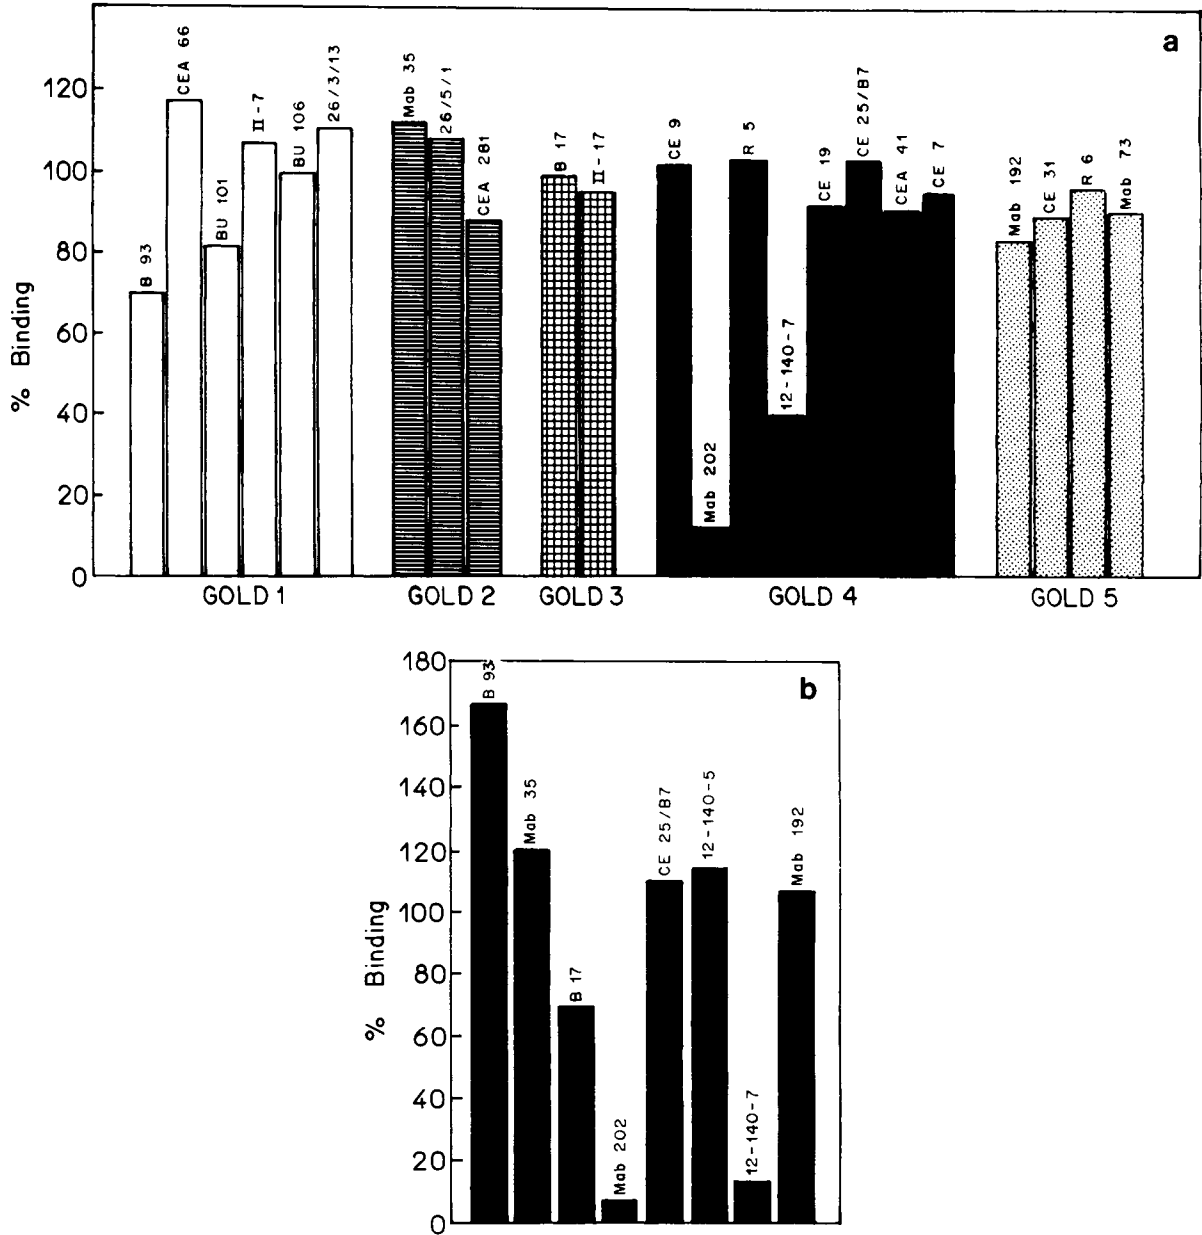 a
% Binding
120
100
80
60
40
20
0
B 93
CEA 66
BU 101
II-7
BU 106
26/3/13
Mab 35
26/5/1
CEA 281
B 17
II-17
CE 9
Mab 202
R 5
12-140-7
CE 19
CE 25/B7
CEA 41
CE 7
Mab 192
CE 31
R 6
Mab 73
GOLD 1
GOLD 2
GOLD 3
GOLD 4
GOLD 5
b
% Binding
180
160
140
120
100
80
60
40
20
0
B 93
Mab 35
B 17
Mab 202
CE 25/B7
12-140-5
12-140-7
Mab 192